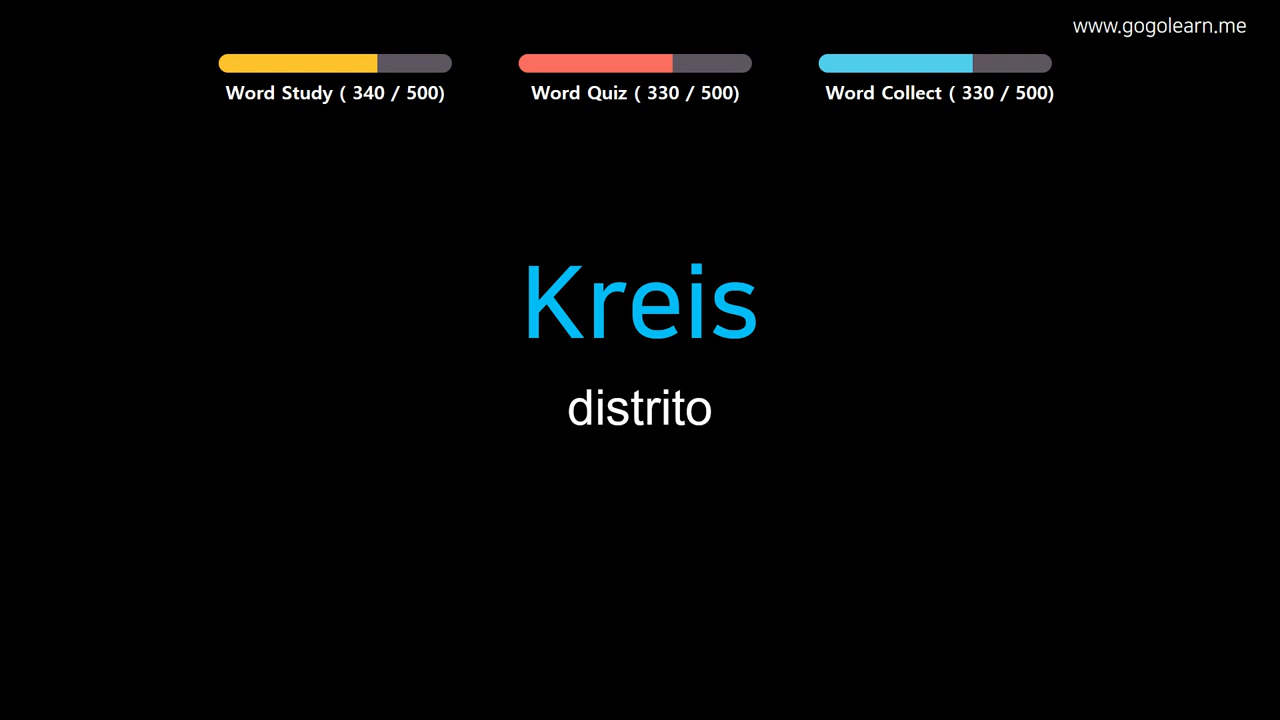 www.gogolearn.me
Word Study ( 340 / 500)
Word Quiz ( 330 / 500)
Word Collect ( 330 / 500)
Kreis
distrito